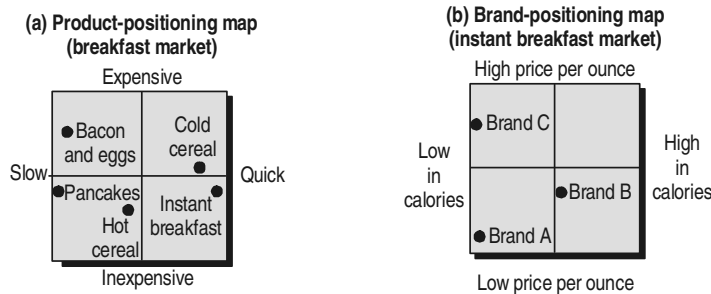 (a) Product-positioning map
(breakfast market)
Expensive
Bacon
and eggs
Cold
cereal
Slow
Quick
Pancakes
Hot
cereal
Instant
breakfast
Inexpensive
(b) Brand-positioning map
(instant breakfast market)
High price per ounce
Brand C
Low
in
calories
High
in
calories
Brand B
Brand A
Low price per ounce